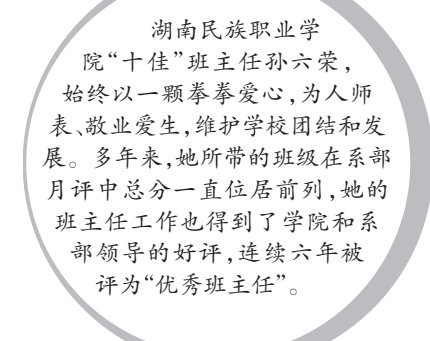 湖南民族职业学
院“十佳”班主任孙六荣，
始终以一颗拳拳爱心，为人师
表、敬业爱生，维护学校团结和发
展。多年来，她所带的班级在系部
月评中总分一直位居前列，她的
班主任工作也得到了学院和系
部领导的好评，连续六年被
评为“优秀班主任”。